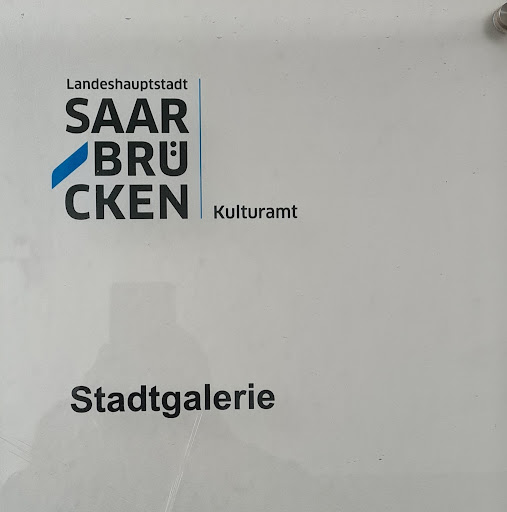 Landeshauptstadt
SAAR
BRÜ
CKEN
Kulturamt
Stadtgalerie